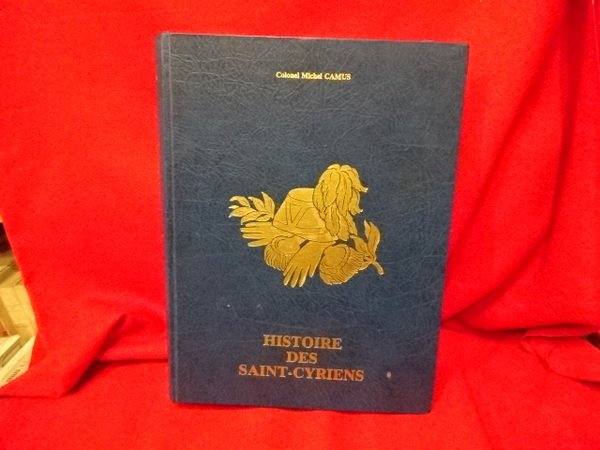 Colonel Michel CAMUS
HISTOIRE
DES
SAINT-CYRIENS